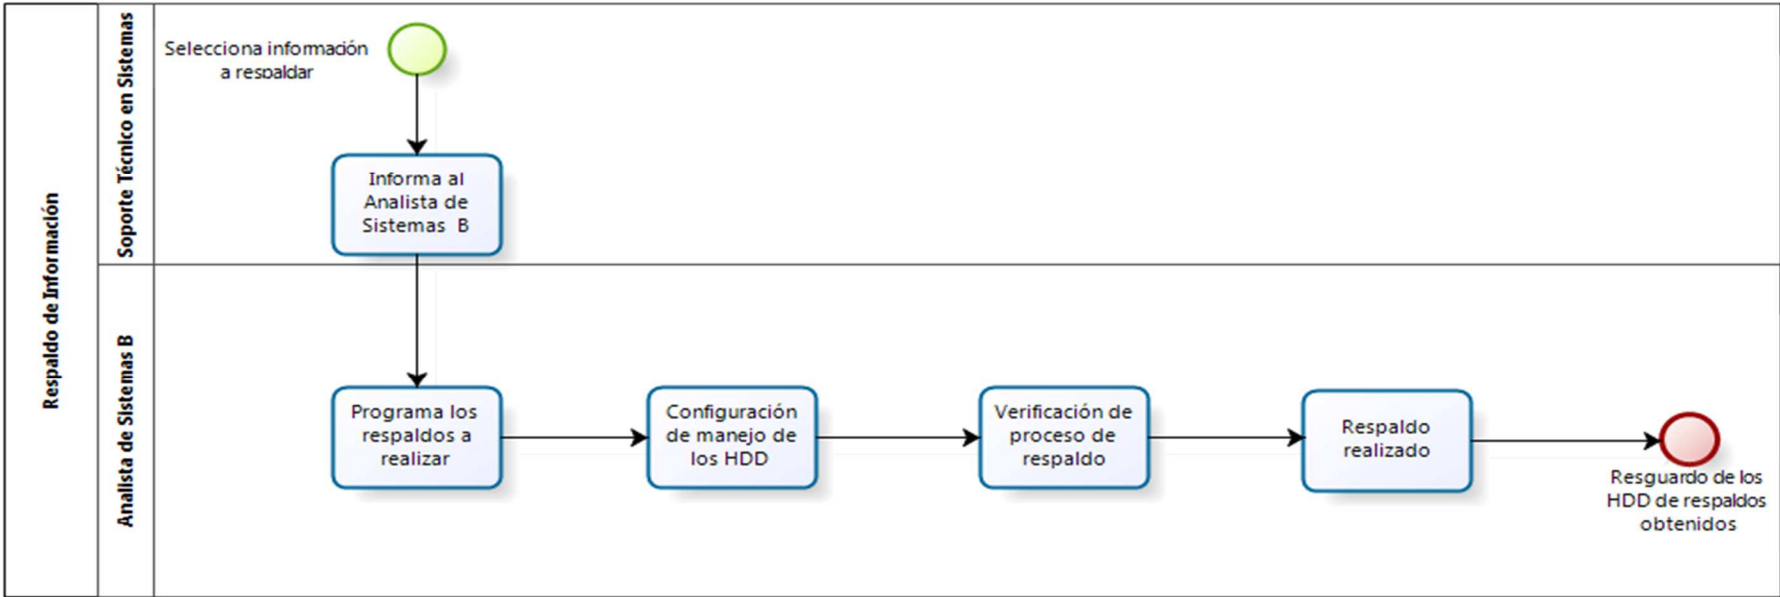 Respaldo de Información
Soporte Técnico en Sistemas
Selecciona información
a respaldar
Informa al
Analista de
Sistemas B
Analista de Sistemas B
Programa los
respaldos a
realizar
Configuración
de manejo de
los HDD
Verificación de
proceso de
respaldo
Respaldo
realizado
Resguardo de los
HDD de respaldos
obtenidos